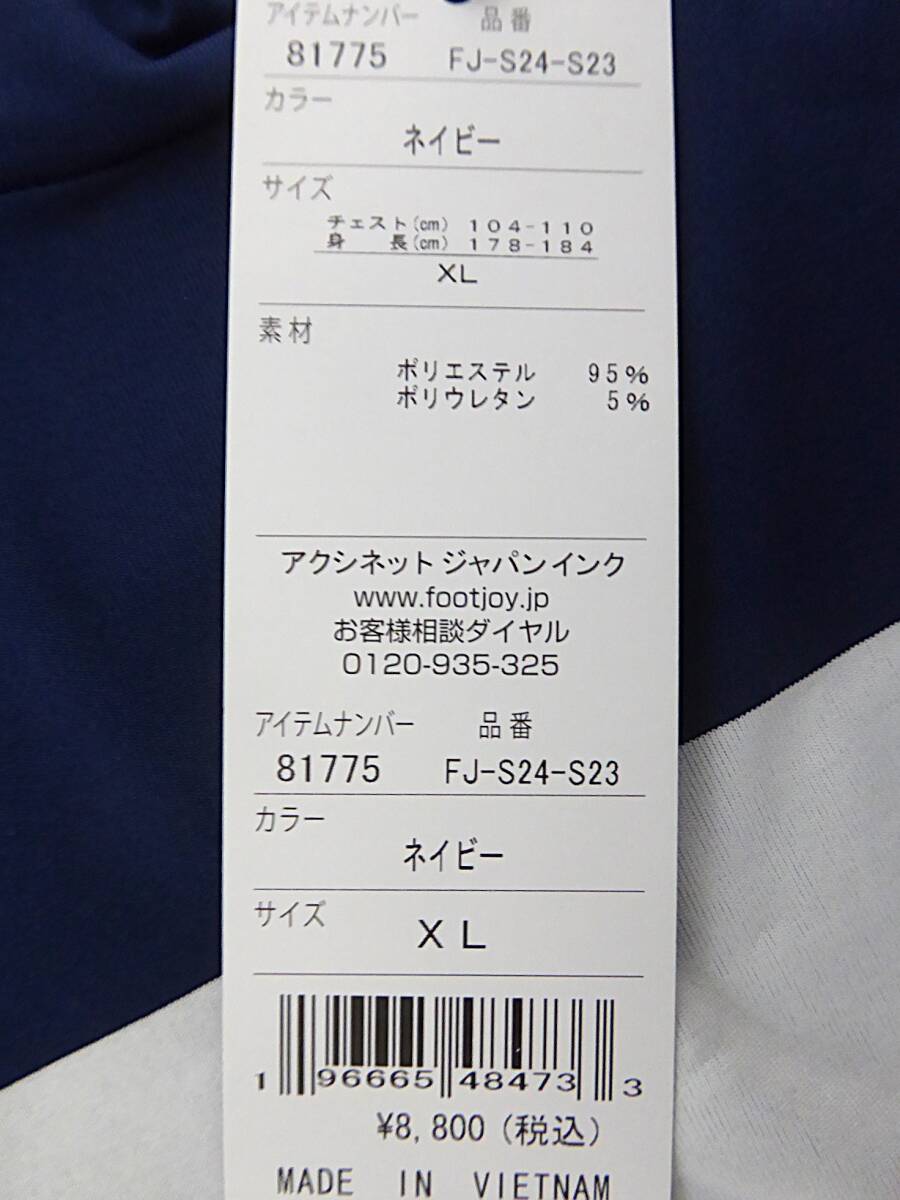 アイテムナンバー 品番
81775 FJ-S24-S23
カラー
ネイビー
サイズ
チェスト(cm) 104-110
身 長(cm) 178-184
XL
素材
ポリエステル 95%
ポリウレタン 5%
アクシネット ジャパンインク
www.footjoy.jp
お客様相談ダイヤル
0120-935-325
アイテムナンバー 品番
81775 FJ-S24-S23
カラー
ネイビー
サイズ
XL
1 96665 48473 3
¥8,800(税込)
MADE IN VIETNAM